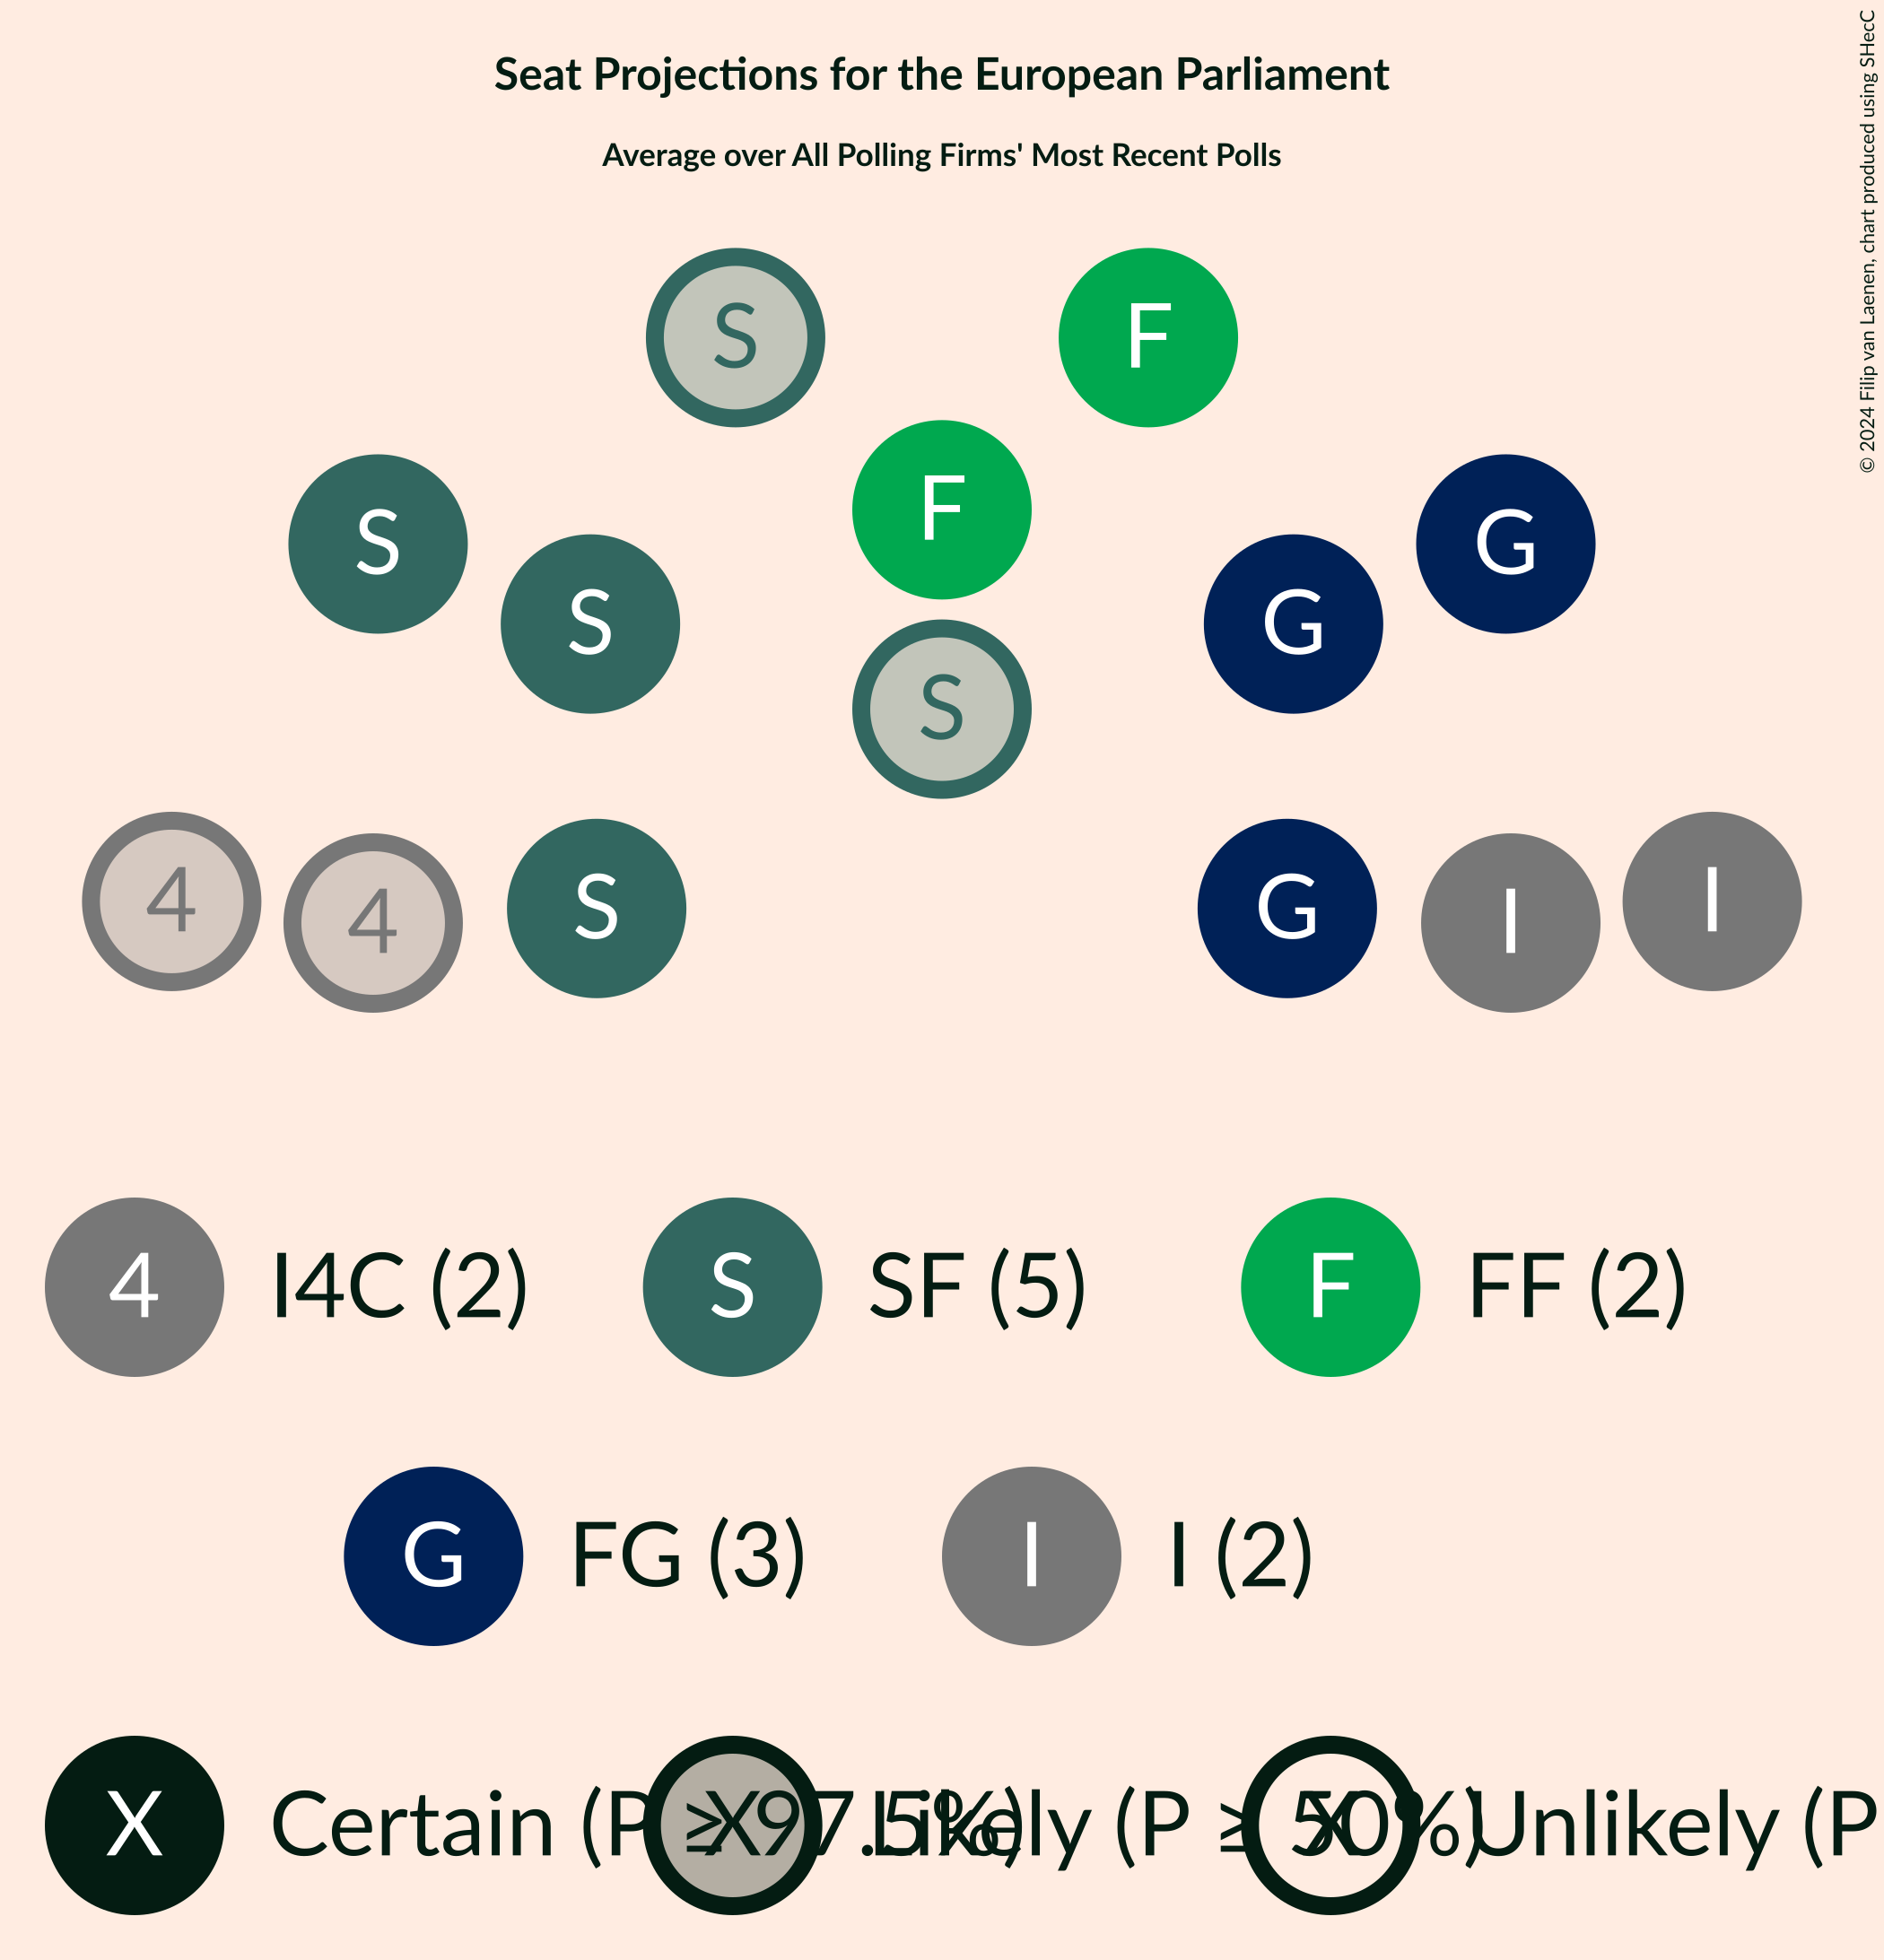 Seat Projections for the European Parliament
Average over All Polling Firms' Most Recent Polls
© 2024 Filip van Laenen, chart produced using SHecC
S F
F
S G
S G
S
4 I
4 I
S G
4 I4C (2) S SF (5) F FF (2)
G FG (3) I I (2)
X Certain (P ≥ 97.5%) X Likely (P ≥ 50%) X Unlikely (P